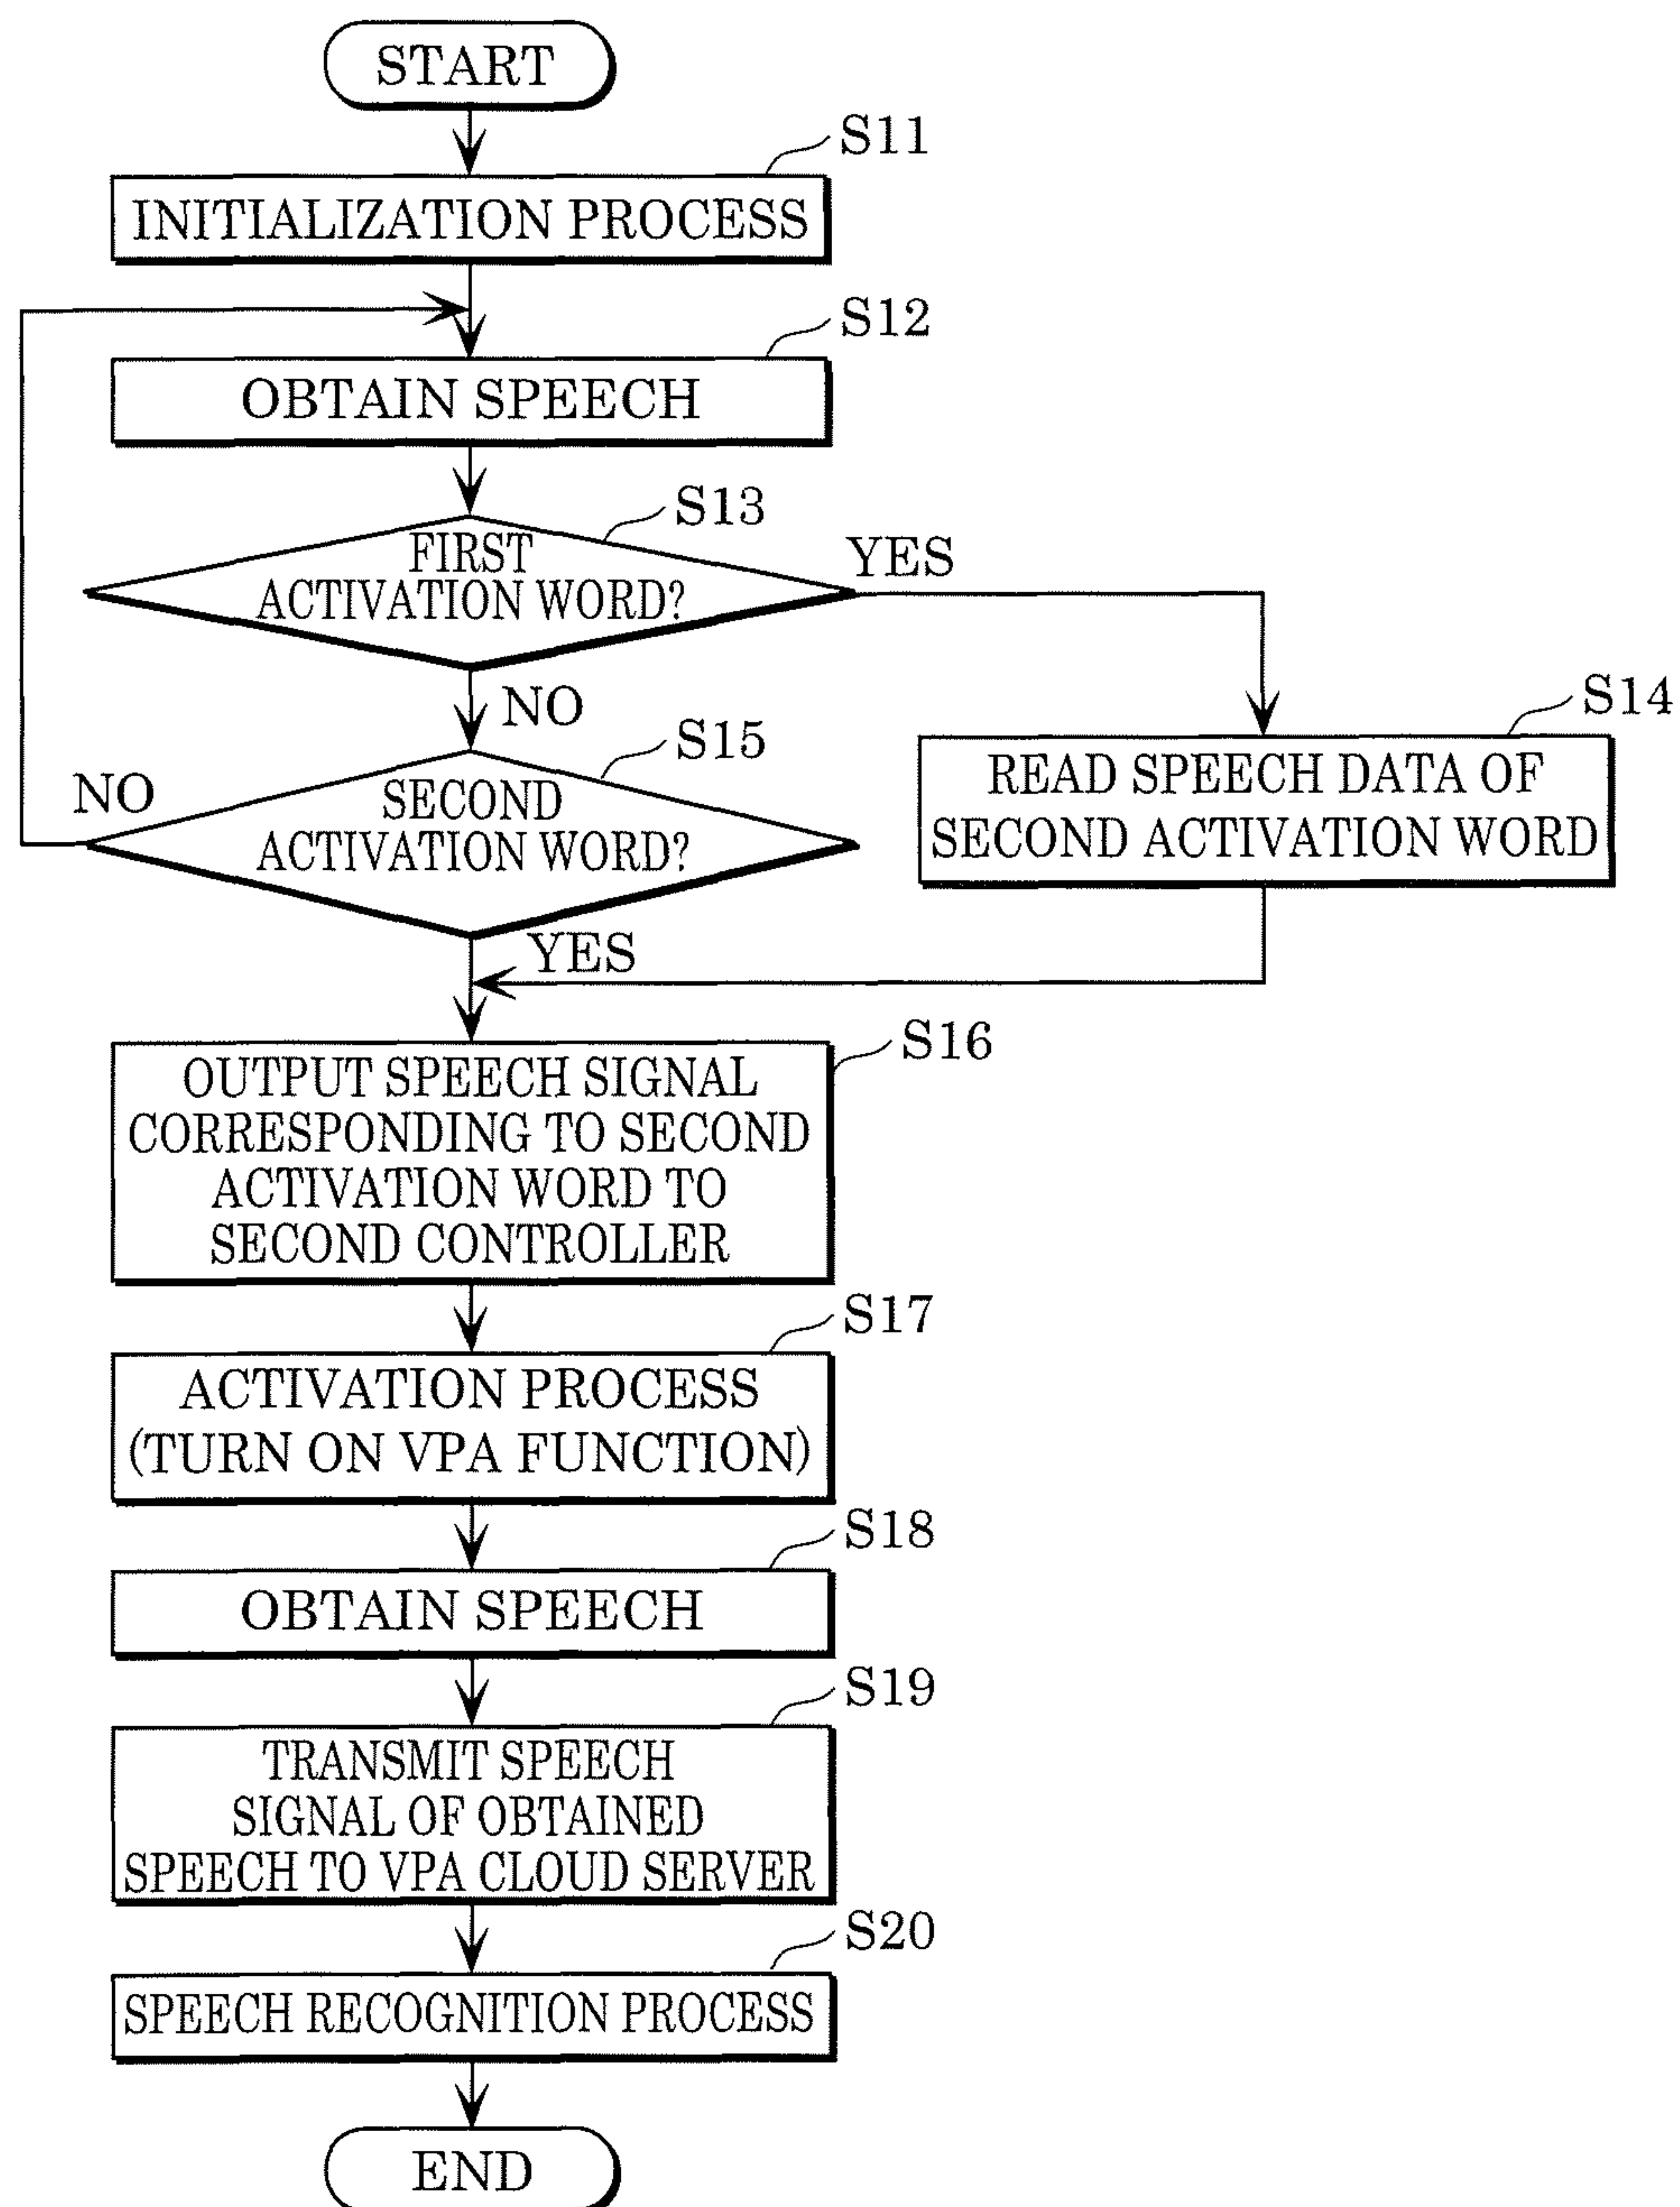 START
S11
INITIALIZATION PROCESS
S12
OBTAIN SPEECH
S13
FIRST
ACTIVATION WORD?
YES
NO
S14
READ SPEECH DATA OF
SECOND ACTIVATION WORD
S15
NO
SECOND
ACTIVATION WORD?
YES
S16
OUTPUT SPEECH SIGNAL
CORRESPONDING TO SECOND
ACTIVATION WORD TO
SECOND CONTROLLER
S17
ACTIVATION PROCESS
(TURN ON VPA FUNCTION)
S18
OBTAIN SPEECH
S19
TRANSMIT SPEECH
SIGNAL OF OBTAINED
SPEECH TO VPA CLOUD SERVER
S20
SPEECH RECOGNITION PROCESS
END